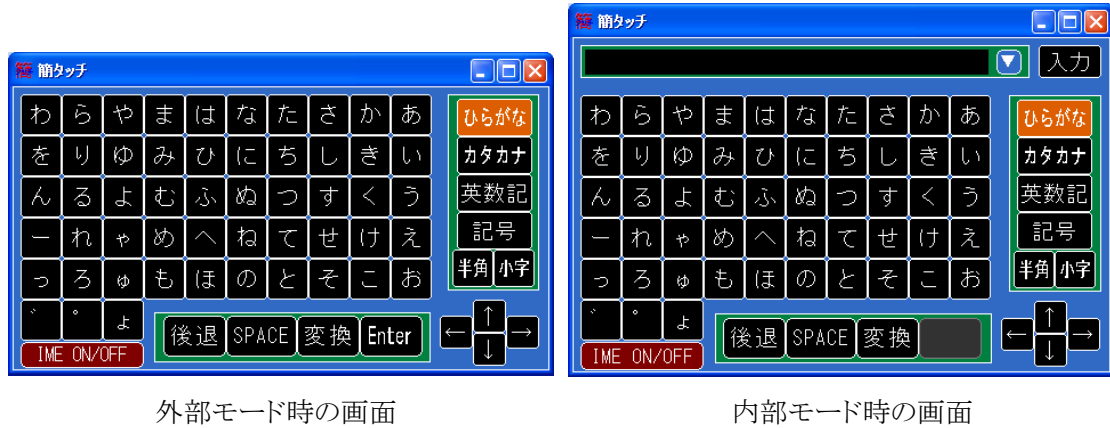 簡タッチ
わ ら や ま は な た さ か あ ひらがな
を り ゆ み ひ に ち し き い カタカナ
ん る よ む ふ ぬ つ す く う 英数記
ー れ ゃ め へ ね て せ け え 記号
っ ろ ゅ も ほ の と そ こ お 半角 小字
゛ ゜ ょ 後退 SPACE 変換 Enter ← ↑ ↓ →
IME ON/OFF
外部モード時の画面
簡タッチ
入力
わ ら や ま は な た さ か あ ひらがな
を り ゆ み ひ に ち し き い カタカナ
ん る よ む ふ ぬ つ す く う 英数記
ー れ ゃ め へ ね て せ け え 記号
っ ろ ゅ も ほ の と そ こ お 半角 小字
゛ ゜ ょ 後退 SPACE 変換 ← ↑ ↓ →
IME ON/OFF
内部モード時の画面